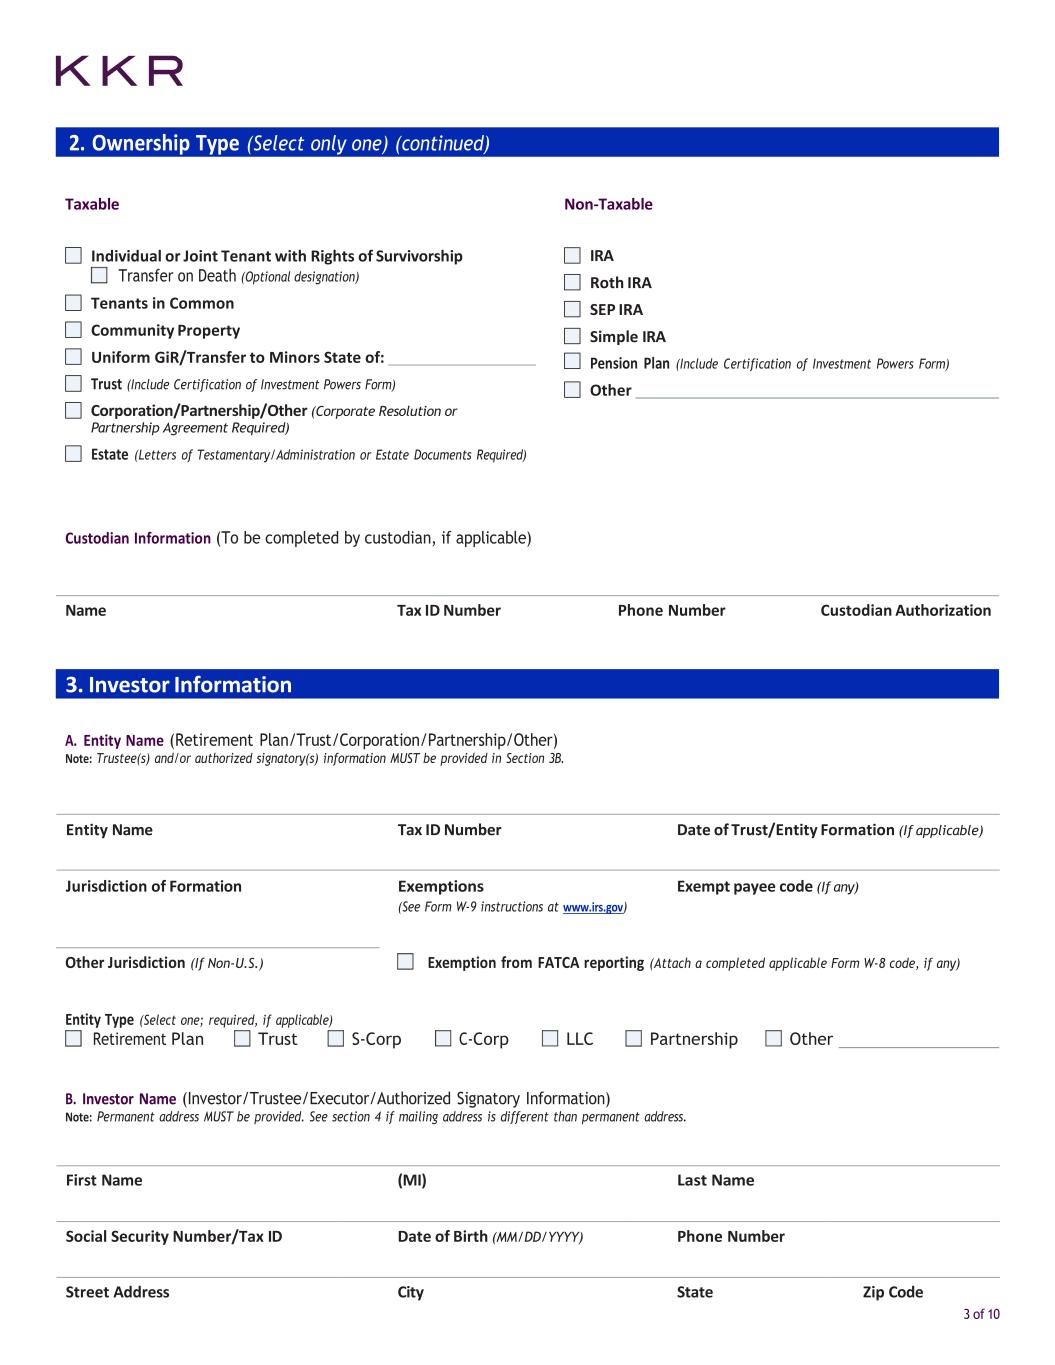 KKR
2. Ownership Type (Select only one) (continued)
Taxable
Individual or Joint Tenant with Rights of Survivorship
Transfer on Death (Optional designation)
Tenants in Common
Community Property
Uniform GiR/Transfer to Minors State of:
Trust (Include Certification of Investment Powers Form)
Corporation/Partnership/Other (Corporate Resolution or
Partnership Agreement Required)
Estate (Letters of Testamentary/Administration or Estate Documents Required)
Non-Taxable
IRA
Roth IRA
SEP IRA
Simple IRA
Pension Plan (Include Certification of Investment Powers Form)
Other
Custodian Information (To be completed by custodian, if applicable)
Name Tax ID Number Phone Number Custodian Authorization
3. Investor Information
A. Entity Name (Retirement Plan/Trust/Corporation/Partnership/Other)
Note: Trustee(s) and/or authorized signatory(s) information MUST be provided in Section 3B.
Entity Name Tax ID Number Date of Trust/Entity Formation (If applicable)
Jurisdiction of Formation Exemptions Exempt payee code (If any)
(See Form W-9 instructions at www.irs.gov)
Other Jurisdiction (If Non-U.S.) Exemption from FATCA reporting (Attach a completed applicable Form W-8 code, if any)
Entity Type (Select one; required, if applicable)
Retirement Plan Trust S-Corp C-Corp LLC Partnership Other
B. Investor Name (Investor/Trustee/Executor/Authorized Signatory Information)
Note: Permanent address MUST be provided. See section 4 if mailing address is different than permanent address.
First Name (MI) Last Name
Social Security Number/Tax ID Date of Birth (MM/DD/YYYY) Phone Number
Street Address City State Zip Code
3 of 10